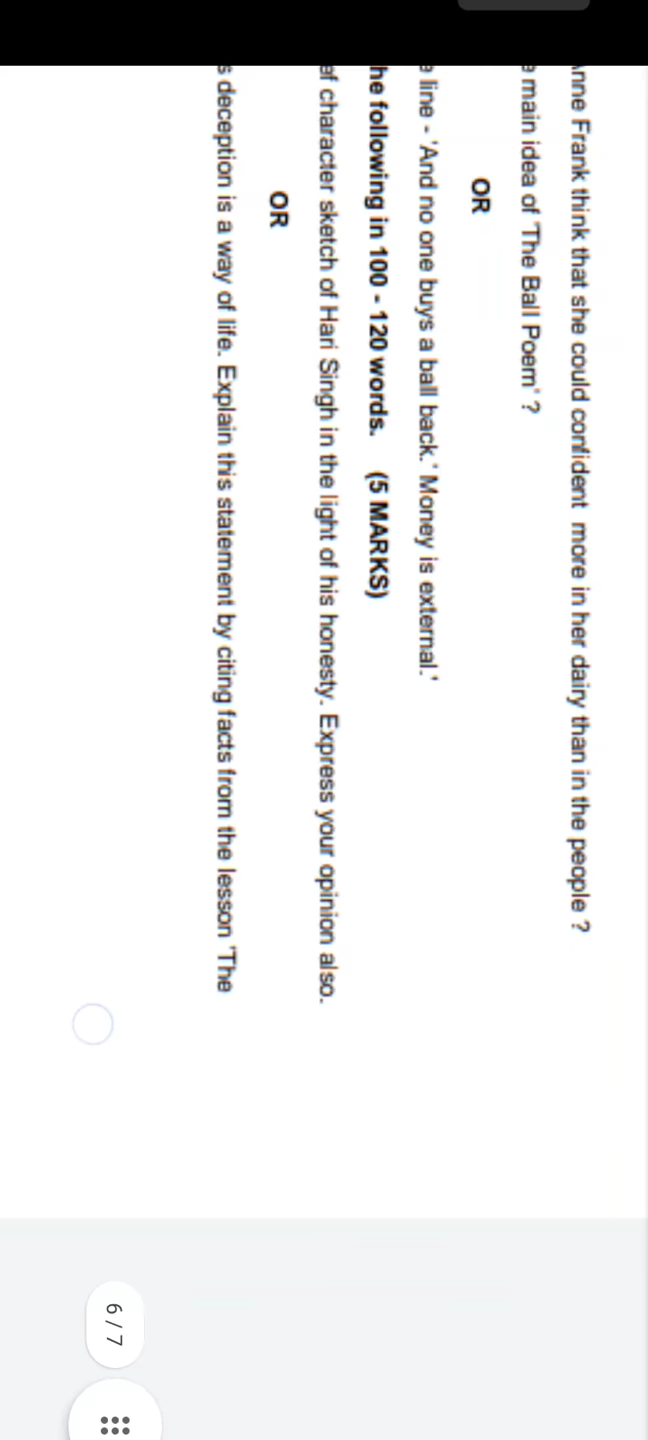 nne Frank think that she could confident more in her dairy than in the people ?
main idea of 'The Ball Poem' ?
OR
line - 'And no one buys a ball back.' Money is external.'
he following in 100 - 120 words. (5 MARKS)
ef character sketch of Hari Singh in the light of his honesty. Express your opinion also.
OR
s deception is a way of life. Explain this statement by citing facts from the lesson 'The
6 / 7